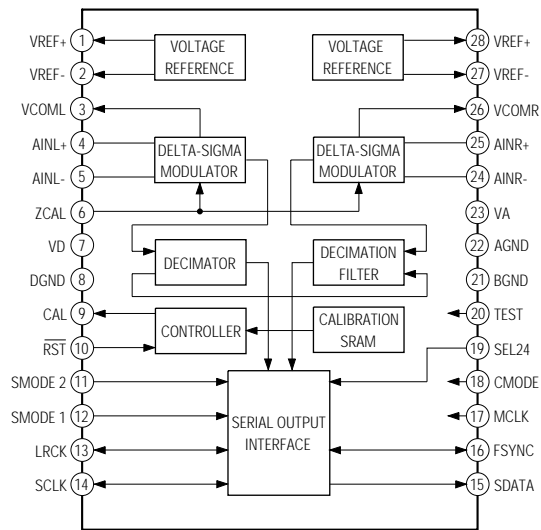 VREF+ 1
VOLTAGE
REFERENCE
VOLTAGE
REFERENCE
28 VREF+
VREF- 2
27 VREF-
VCOML 3
26 VCOMR
AINL+ 4
DELTA-SIGMA
MODULATOR
DELTA-SIGMA
MODULATOR
25 AINR+
AINL- 5
24 AINR-
ZCAL 6
23 VA
VD 7
DECIMATOR
DECIMATION
FILTER
22 AGND
DGND 8
21 BGND
CAL 9
CONTROLLER
CALIBRATION
SRAM
20 TEST
RST 10
19 SEL24
SMODE 2 11
18 CMODE
SMODE 1 12
SERIAL OUTPUT
INTERFACE
17 MCLK
LRCK 13
16 FSYNC
SCLK 14
15 SDATA